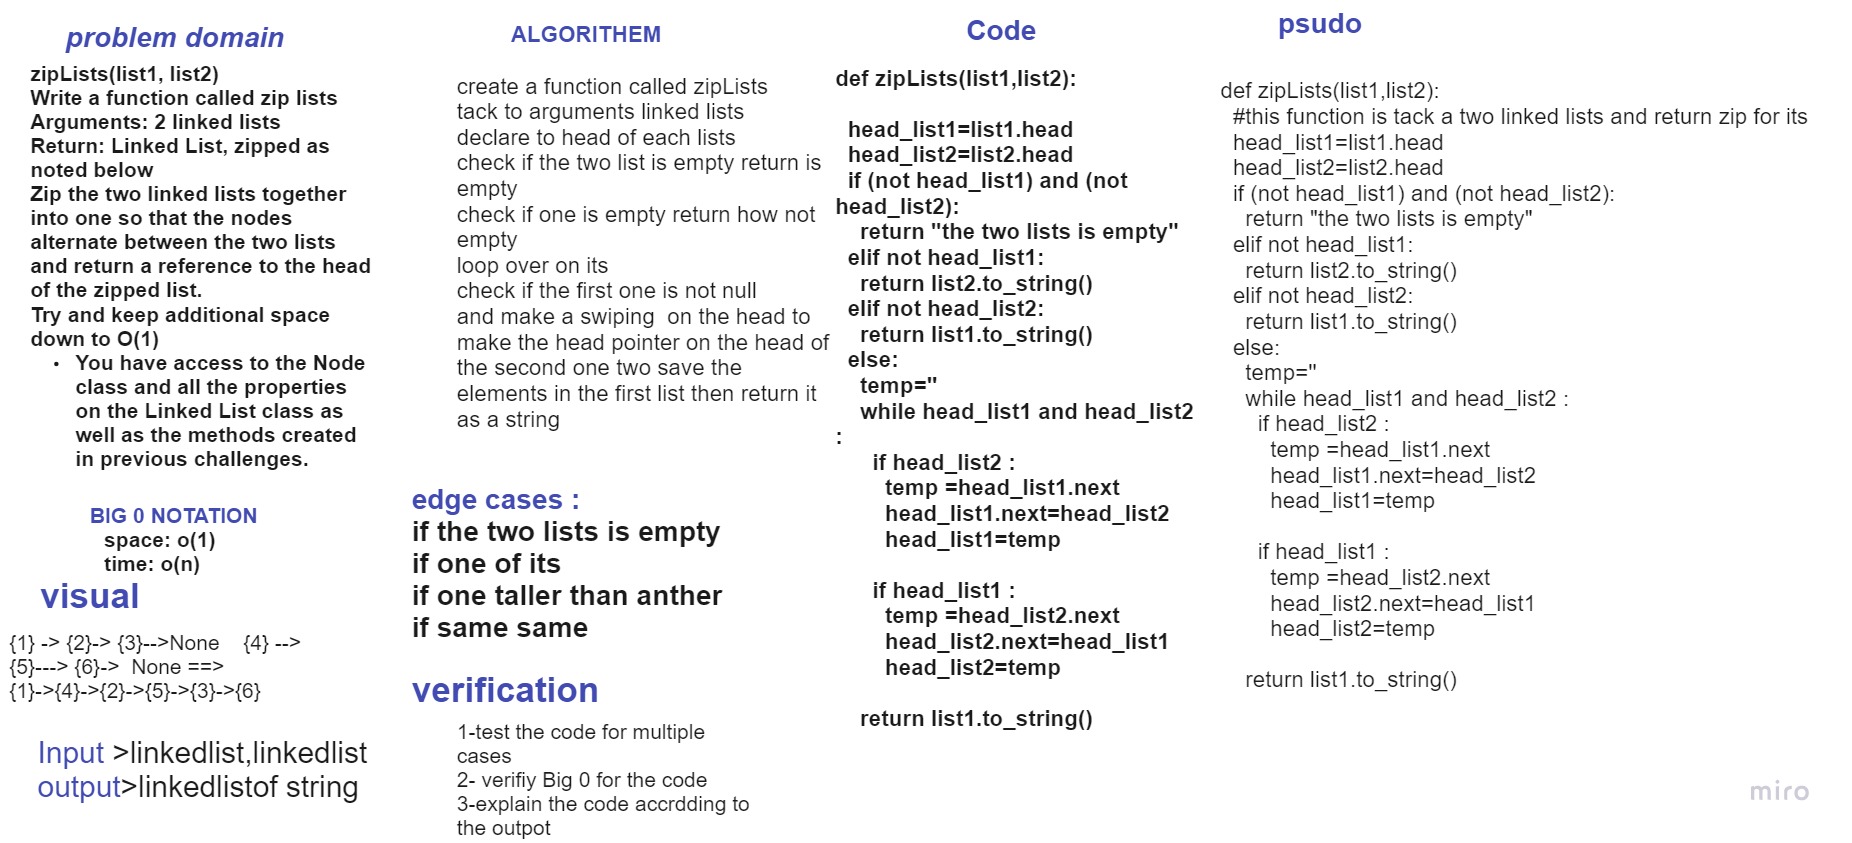 problem domain
zipLists(list1, list2)
Write a function called zip lists
Arguments: 2 linked lists
Return: Linked List, zipped as
noted below
Zip the two linked lists together
into one so that the nodes
alternate between the two lists
and return a reference to the head
of the zipped list.
Try and keep additional space
down to O(1)
• You have access to the Node
class and all the properties
on the Linked List class as
well as the methods created
in previous challenges.
BIG 0 NOTATION
space: o(1)
time: o(n)
visual
{1} -> {2}-> {3}-->None    {4} -->
{5}---> {6}->  None ==>
{1}->{4}->{2}->{5}->{3}->{6}
Input >linkedlist,linkedlist
output>linkedlistof string
ALGORITHEM
create a function called zipLists
tack to arguments linked lists
declare to head of each lists
check if the two list is empty return is
empty
check if one is empty return how not
empty
loop over on its
check if the first one is not null
and make a swiping  on the head to
make the head pointer on the head of
the second one two save the
elements in the first list then return it
as a string
edge cases :
if the two lists is empty
if one of its
if one taller than anther
if same same
verification
1-test the code for multiple
cases
2- verifiy Big 0 for the code
3-explain the code accrdding to
the outpot
Code
def zipLists(list1,list2):
head_list1=list1.head
head_list2=list2.head
if (not head_list1) and (not
head_list2):
return "the two lists is empty"
elif not head_list1:
return list2.to_string()
elif not head_list2:
return list1.to_string()
else:
temp=''
while head_list1 and head_list2
:
if head_list2 :
temp =head_list1.next
head_list1.next=head_list2
head_list1=temp
if head_list1 :
temp =head_list2.next
head_list2.next=head_list1
head_list2=temp
return list1.to_string()
psudo
def zipLists(list1,list2):
#this function is tack a two linked lists and return zip for its
head_list1=list1.head
head_list2=list2.head
if (not head_list1) and (not head_list2):
return "the two lists is empty"
elif not head_list1:
return list2.to_string()
elif not head_list2:
return list1.to_string()
else:
temp=''
while head_list1 and head_list2 :
if head_list2 :
temp =head_list1.next
head_list1.next=head_list2
head_list1=temp
if head_list1 :
temp =head_list2.next
head_list2.next=head_list1
head_list2=temp
return list1.to_string()
miro